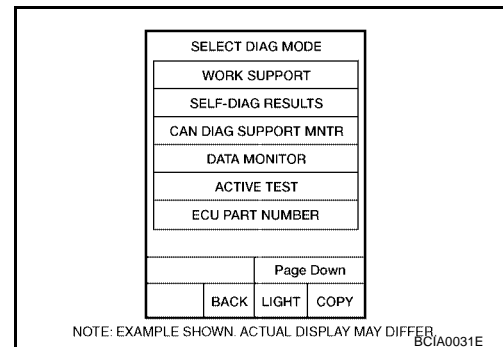 SELECT DIAG MODE
WORK SUPPORT
SELF-DIAG RESULTS
CAN DIAG SUPPORT MNTR
DATA MONITOR
ACTIVE TEST
ECU PART NUMBER
Page Down
BACK LIGHT COPY
NOTE: EXAMPLE SHOWN. ACTUAL DISPLAY MAY DIFFER.
BCIA0031E